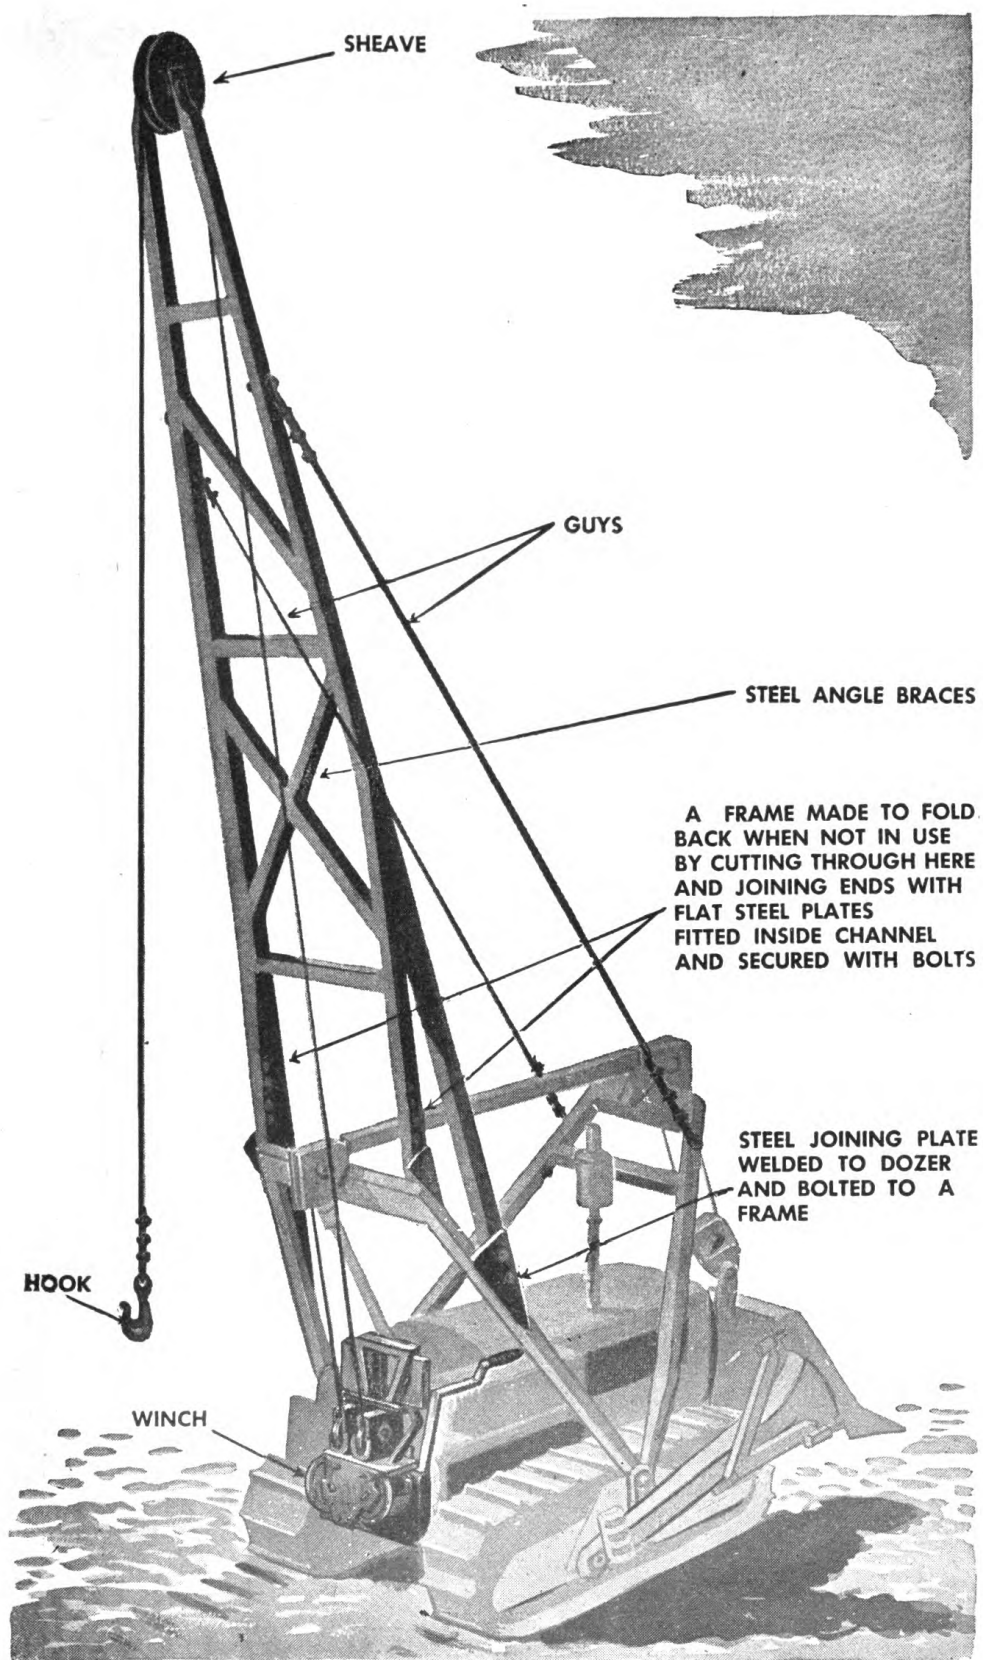 SHEAVE
GUYS
STEEL ANGLE BRACES
A FRAME MADE TO FOLD
BACK WHEN NOT IN USE
BY CUTTING THROUGH HERE
AND JOINING ENDS WITH
FLAT STEEL PLATES
FITTED INSIDE CHANNEL
AND SECURED WITH BOLTS
STEEL JOINING PLATE
WELDED TO DOZER
AND BOLTED TO A
FRAME
HOOK
WINCH